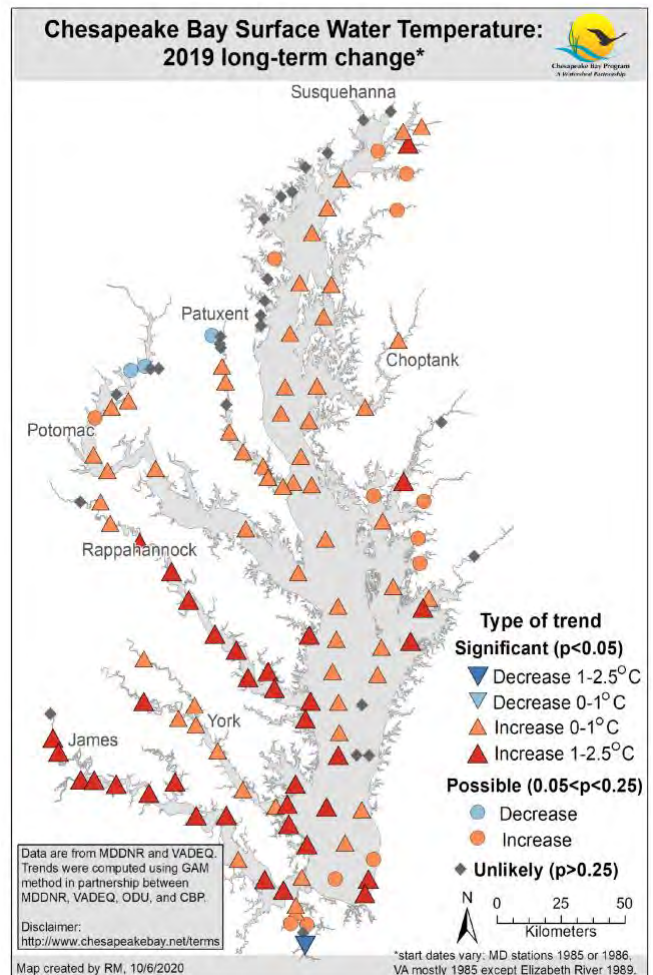 Chesapeake Bay Surface Water Temperature:
2019 long-term change*
Chesapeake Bay Program
A Watershed Partnership
Susquehanna
Patuxent
Choptank
Potomac
Rappahannock
York
James
Type of trend
Significant (p<0.05)
Decrease 1-2.5°C
Decrease 0-1°C
Increase 0-1°C
Increase 1-2.5°C
Possible (0.05<p<0.25)
Decrease
Increase
Unlikely (p>0.25)
N
0 25 50
Kilometers
Data are from MDDNR and VADEQ.
Trends were computed using GAM
method in partnership between
MDDNR, VADEQ, ODU, and CBP.
Disclaimer:
http://www.chesapeakebay.net/terms
Map created by RM, 10/6/2020
*start dates vary: MD stations 1985 or 1986,
VA mostly 1985 except Elizabeth River 1989.